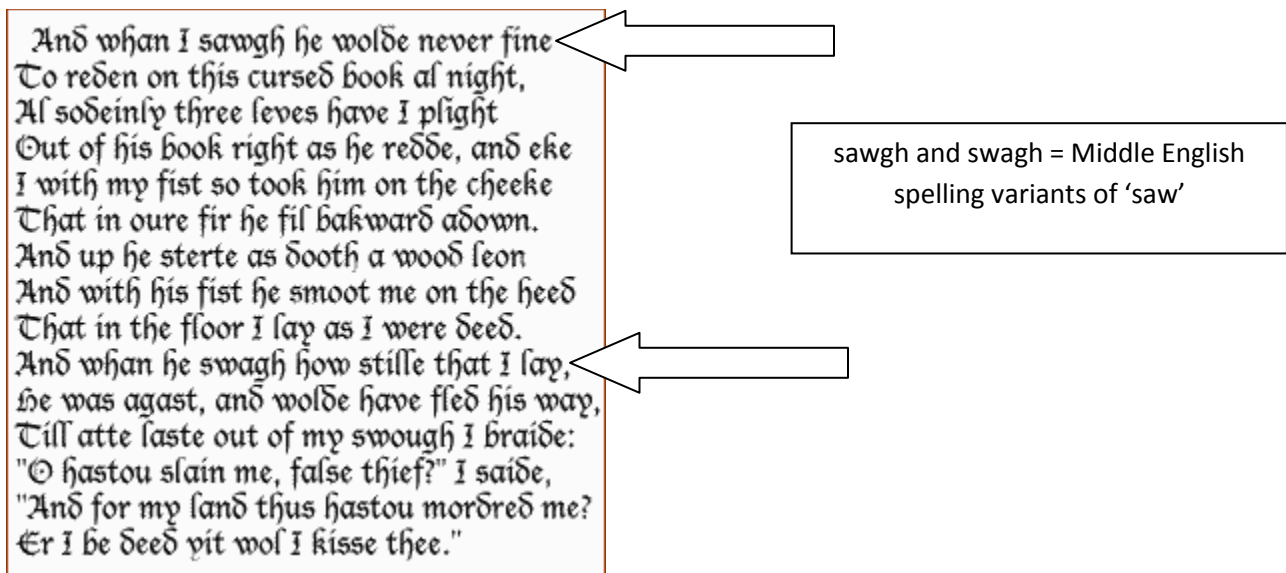 And whan I sawgh he wolde never fine
To reden on this cursed book al night,
Al sodeinly three leves have I plight
Out of his book right as he redde, and eke
I with my fist so took him on the cheeke
That in oure fir he fil bakward adown.
And up he sterte as dooth a wood leon
And with his fist he smoot me on the heed
That in the floor I lay as I were deed.
And whan he swagh how stille that I lay,
He was agast, and wolde have fled his way,
Till atte laste out of my swough I braide:
"O hastou slain me, false thief?" I saide,
"And for my land thus hastou mordred me?
Er I be deed yit wol I kisse thee."
sawgh and swagh = Middle English
spelling variants of ‘saw’